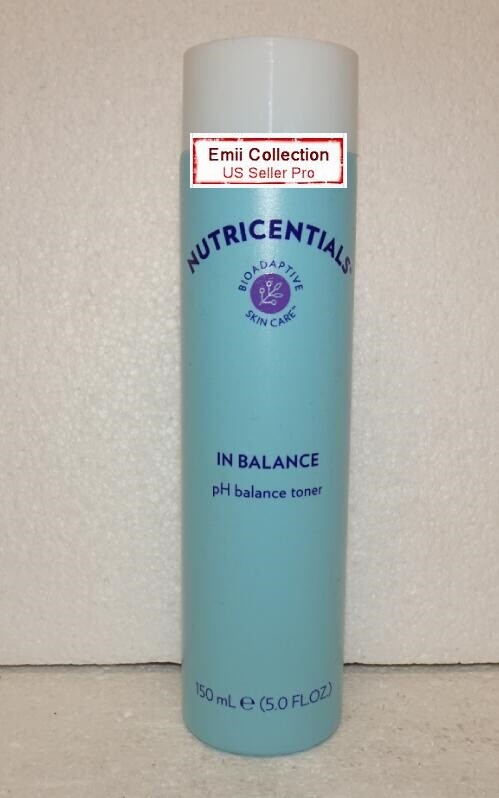 Emii Collection
US Seller Pro
NUTRICENTIALS®
BIOADAPTIVE
SKIN CARE™
IN BALANCE
pH balance toner
150 mL ℮ (5.0 FL.OZ.)